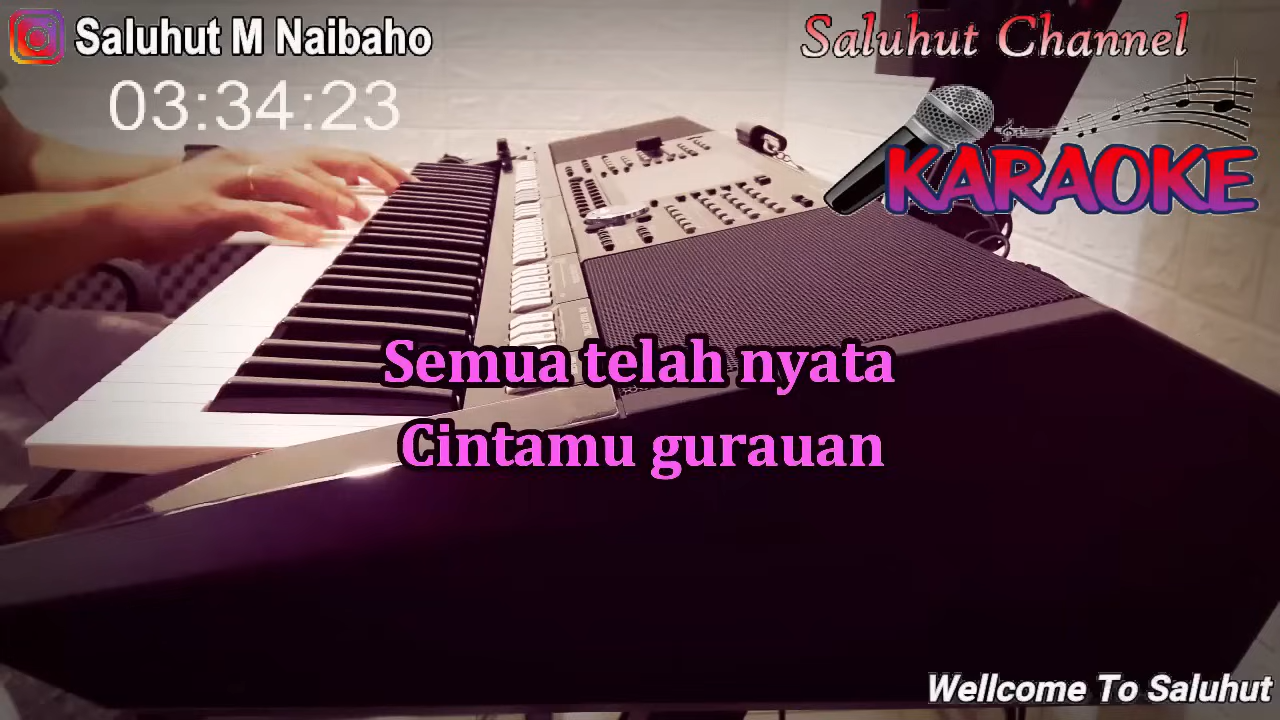 Saluhut M Naibaho
Saluhut Channel
03:34:23
KARAOKE
Semua telah nyata
Cintamu gurauan
Wellcome To Saluhut